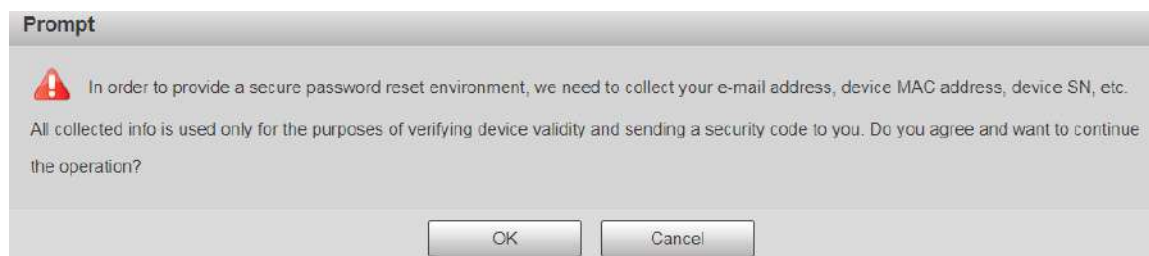 Prompt
In order to provide a secure password reset environment, we need to collect your e-mail address, device MAC address, device SN, etc.
All collected info is used only for the purposes of verifying device validity and sending a security code to you. Do you agree and want to continue
the operation?
OK
Cancel